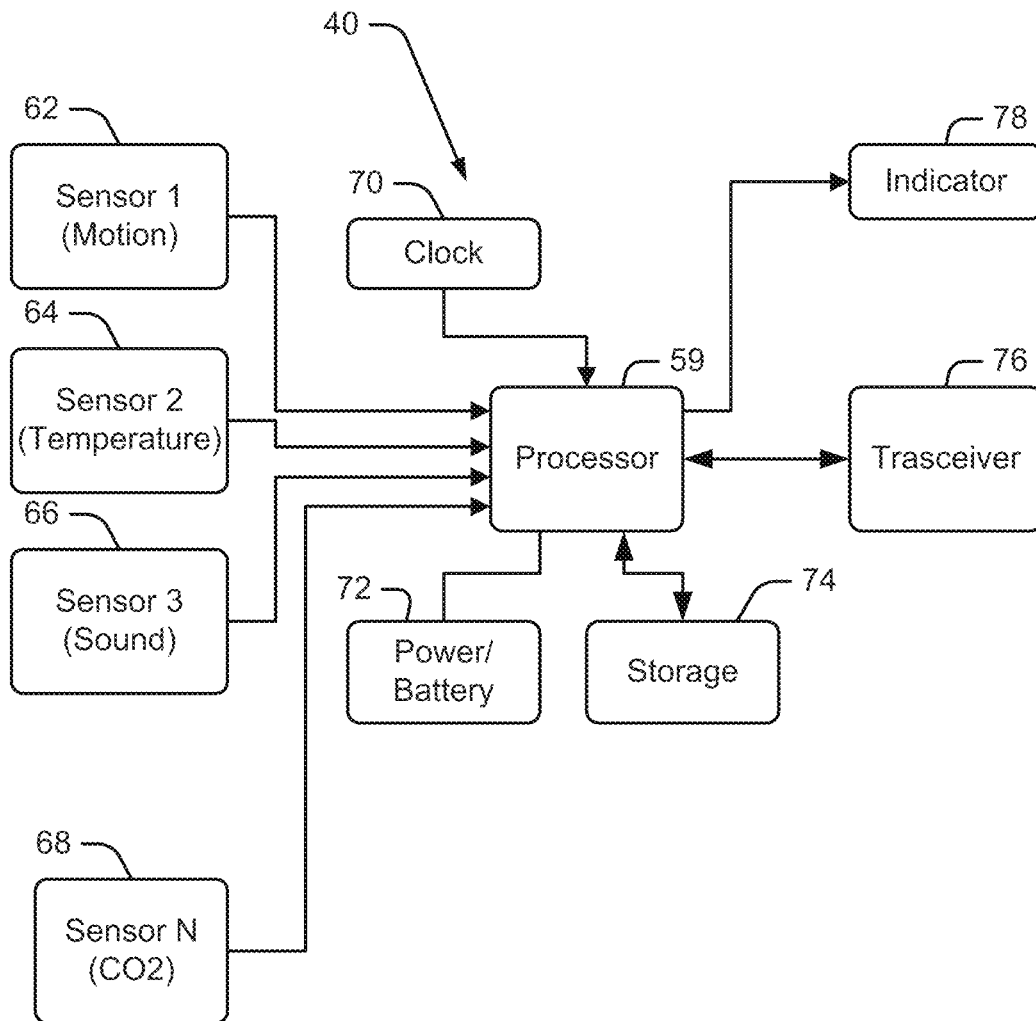 40
62
Sensor 1
(Motion)
70
Clock
78
Indicator
64
Sensor 2
(Temperature)
59
Processor
76
Trasceiver
66
Sensor 3
(Sound)
72
Power/
Battery
74
Storage
68
Sensor N
(CO2)